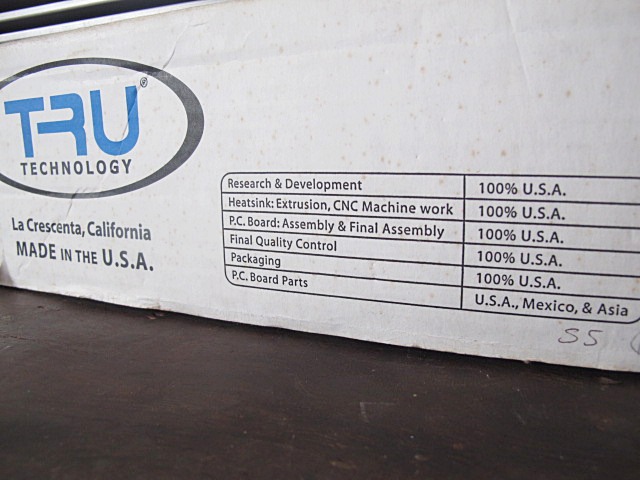 TRU®
TECHNOLOGY
La Crescenta, California
MADE IN THE U.S.A.
Research & Development 100% U.S.A.
Heatsink: Extrusion, CNC Machine work 100% U.S.A.
P.C. Board: Assembly & Final Assembly 100% U.S.A.
Final Quality Control 100% U.S.A.
Packaging 100% U.S.A.
P.C. Board Parts U.S.A., Mexico, & Asia
S5